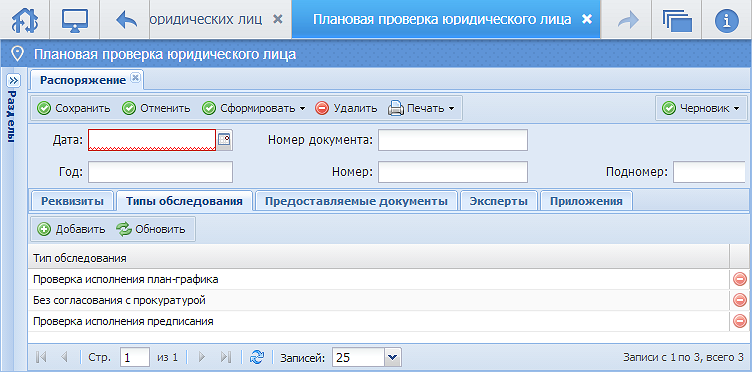 оридических лиц Плановая проверка юридического лица
Плановая проверка юридического лица
Разделы
Распоряжение
Сохранить Отменить Сформировать Удалить Печать Черновик
Дата: Номер документа:
Год: Номер: Подномер:
Реквизиты Типы обследования Предоставляемые документы Эксперты Приложения
Добавить Обновить
Тип обследования
Проверка исполнения план-графика
Без согласования с прокуратурой
Проверка исполнения предписания
Стр. 1 из 1 Записей: 25 Записи с 1 по 3, всего 3